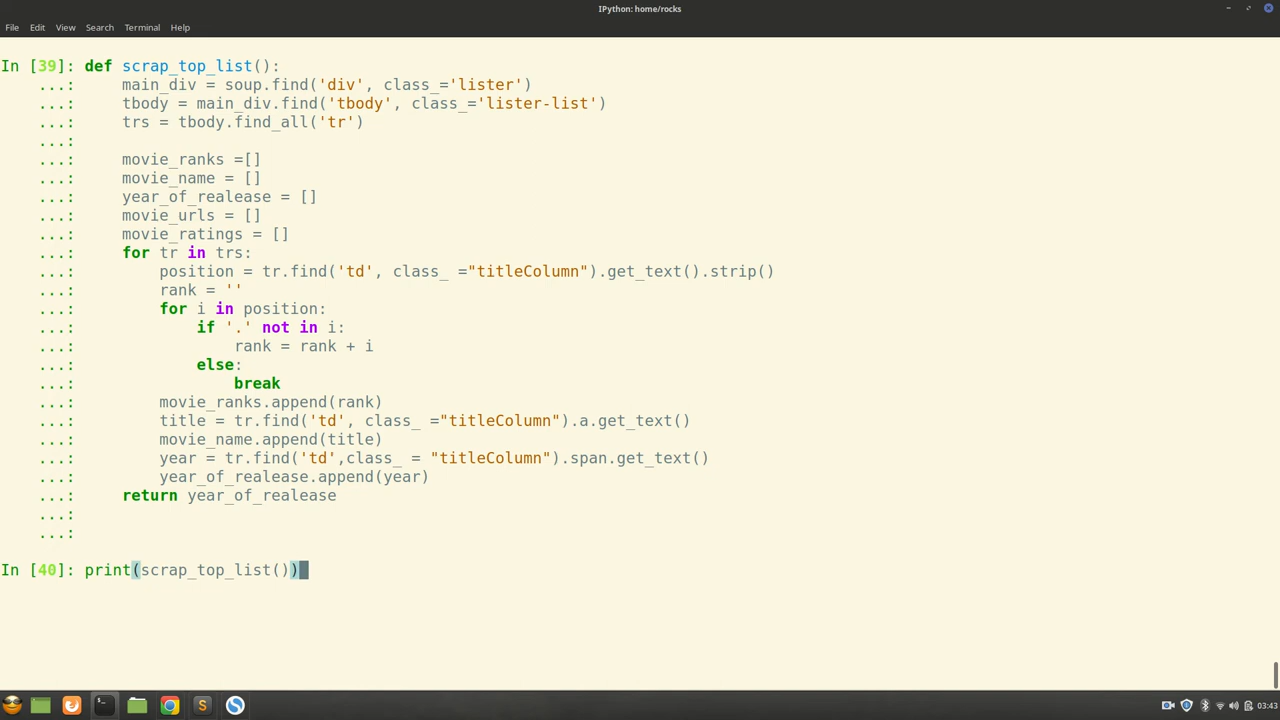 IPython: home/rocks
File Edit View Search Terminal Help
In [39]: def scrap_top_list():
...: main_div = soup.find('div', class_='lister')
...: tbody = main_div.find('tbody', class_='lister-list')
...: trs = tbody.find_all('tr')
...:
...: movie_ranks =[]
...: movie_name = []
...: year_of_realease = []
...: movie_urls = []
...: movie_ratings = []
...: for tr in trs:
...: position = tr.find('td', class_ ="titleColumn").get_text().strip()
...: rank = ''
...: for i in position:
...: if '.' not in i:
...: rank = rank + i
...: else:
...: break
...: movie_ranks.append(rank)
...: title = tr.find('td', class_ ="titleColumn").a.get_text()
...: movie_name.append(title)
...: year = tr.find('td',class_ = "titleColumn").span.get_text()
...: year_of_realease.append(year)
...: return year_of_realease
...:
...:
In [40]: print(scrap_top_list())
03:43